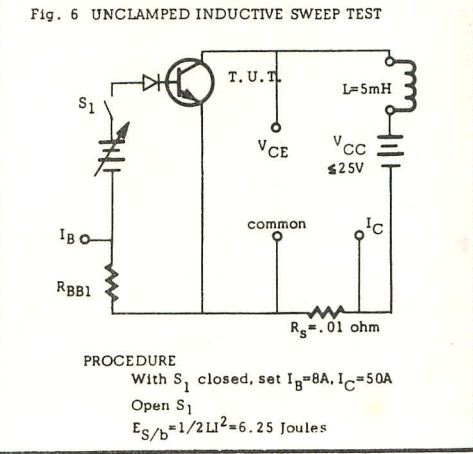 Fig. 6 UNCLAMPED INDUCTIVE SWEEP TEST
T.U.T.
L=5mH
S1
VCE
VCC
≦25V
IB
common
IC
RBB1
Rs=.01 ohm
PROCEDURE
With S1 closed, set IB=8A, IC=50A
Open S1
ES/b=1/2LI²=6.25 Joules